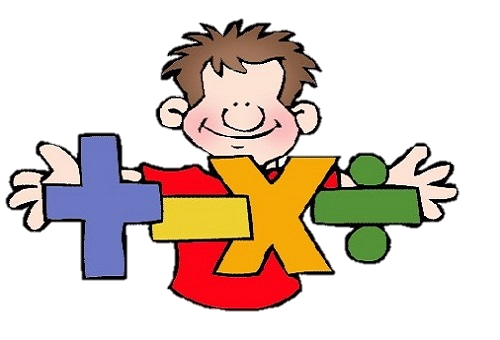 + - x ÷